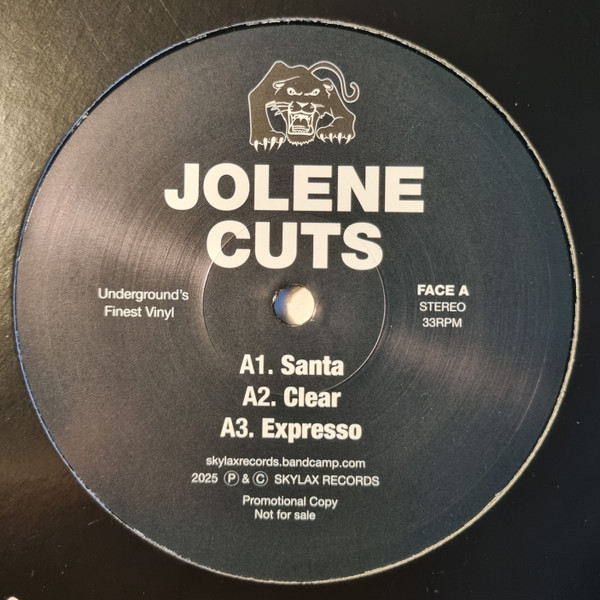 JOLENE
CUTS
Underground's
Finest Vinyl
FACE A
STEREO
33RPM
A1. Santa
A2. Clear
A3. Expresso
skylaxrecords.bandcamp.com
2025 Ⓟ & Ⓒ SKYLAX RECORDS
Promotional Copy
Not for sale